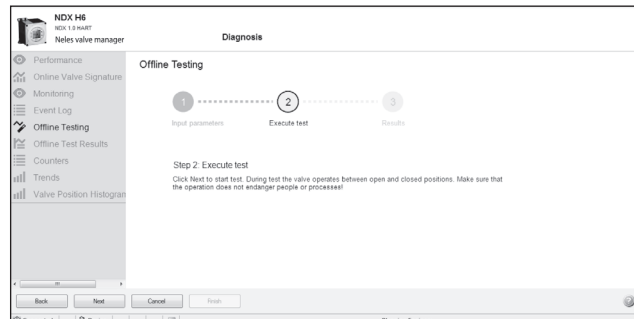 NDX H6
NDX 1.0 HART
Neles valve manager
Diagnosis
Performance
Online Valve Signature
Monitoring
Event Log
Offline Testing
Offline Test Results
Counters
Trends
Valve Position Histogram
Offline Testing
1
2
3
Input parameters
Execute test
Results
Step 2: Execute test
Click Next to start test. During test the valve operates between open and closed positions. Make sure that
the operation does not endanger people or processes!
Back
Next
Cancel
Finish
?